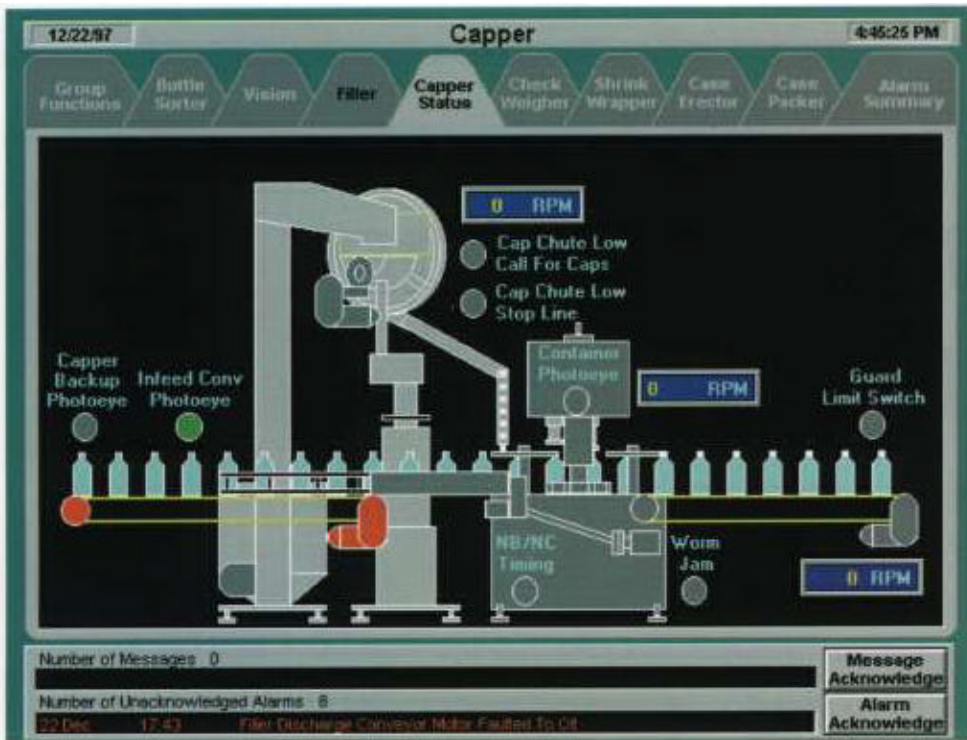 12/22/97
Capper
4:45:25 PM
Group
Functions
Bottle
Sorter
Vision
Filler
Capper
Status
Check
Weigher
Shrink
Wrapper
Case
Erector
Case
Packer
Alarm
Summary
0 RPM
Cap Chute Low
Call For Caps
Cap Chute Low
Stop Line
Capper
Backup
Photoeye
Infeed Conv
Photoeye
Container
Photoeye
0 RPM
Guard
Limit Switch
NB/NC
Timing
Worm
Jam
0 RPM
Number of Messages 0
Message
Acknowledge
Number of Unacknowledged Alarms 8
22 Dec 17:43 Filler Discharge Conveyor Motor Faulted To Off
Alarm
Acknowledge